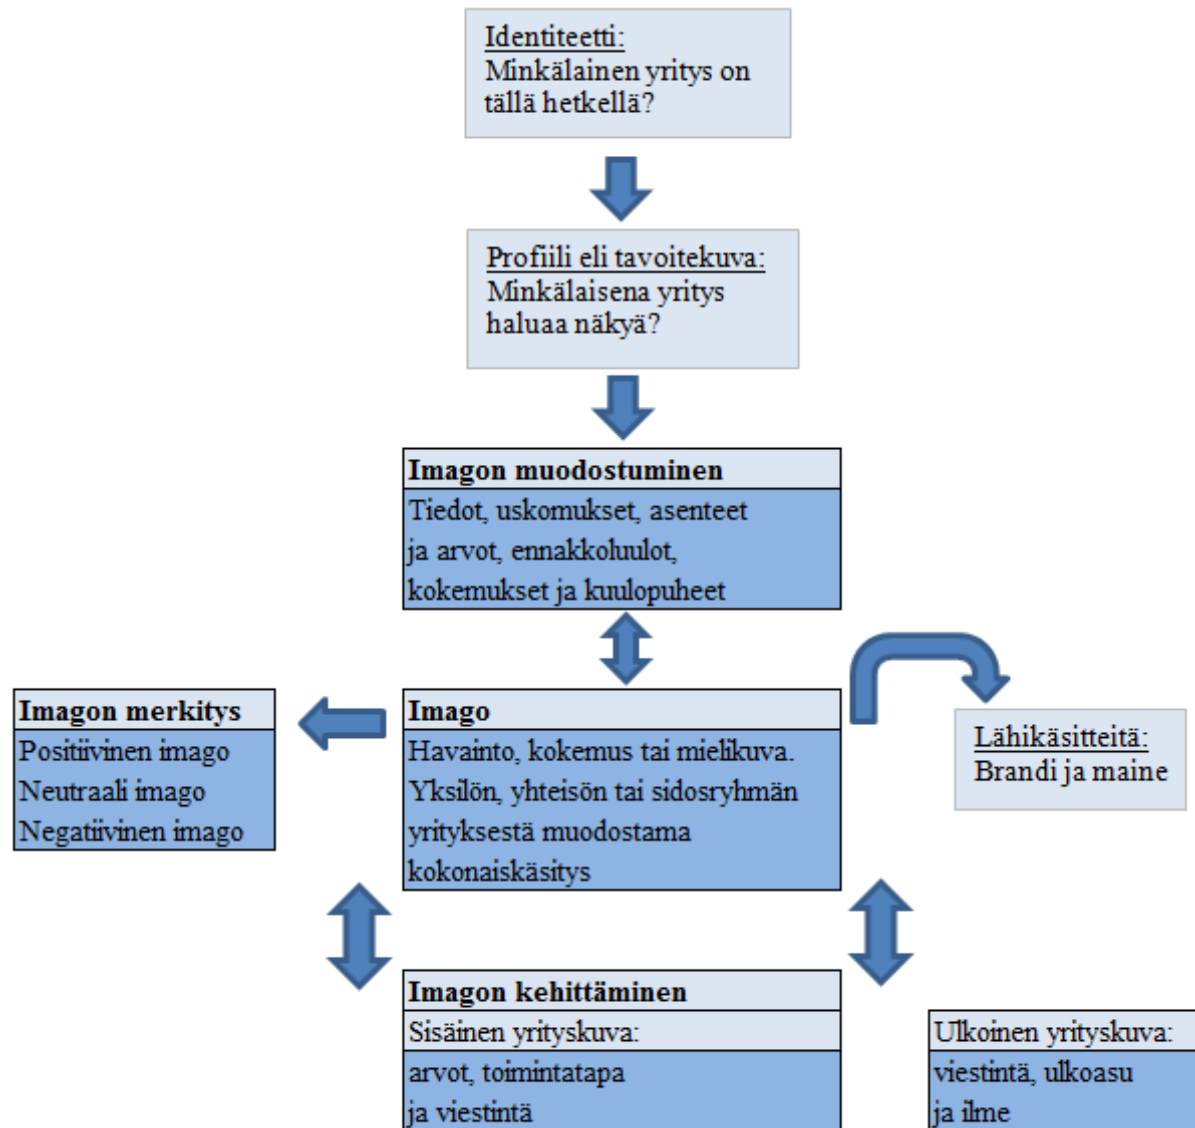 Identiteetti:
Minkälainen yritys on
tällä hetkellä?
Profiili eli tavoitekuva:
Minkälaisena yritys
haluaa näkyä?
Imagon muodostuminen
Tiedot, uskomukset, asenteet
ja arvot, ennakkoluulot,
kokemukset ja kuulopuheet
Imagon merkitys
Positiivinen imago
Neutraali imago
Negatiivinen imago
Imago
Havainto, kokemus tai mielikuva.
Yksilön, yhteisön tai sidosryhmän
yrityksestä muodostama
kokonaiskäsitys
Lähikäsitteitä:
Brandi ja maine
Imagon kehittäminen
Sisäinen yrityskuva:
arvot, toimintatapa
ja viestintä
Ulkoinen yrityskuva:
viestintä, ulkoasu
ja ilme